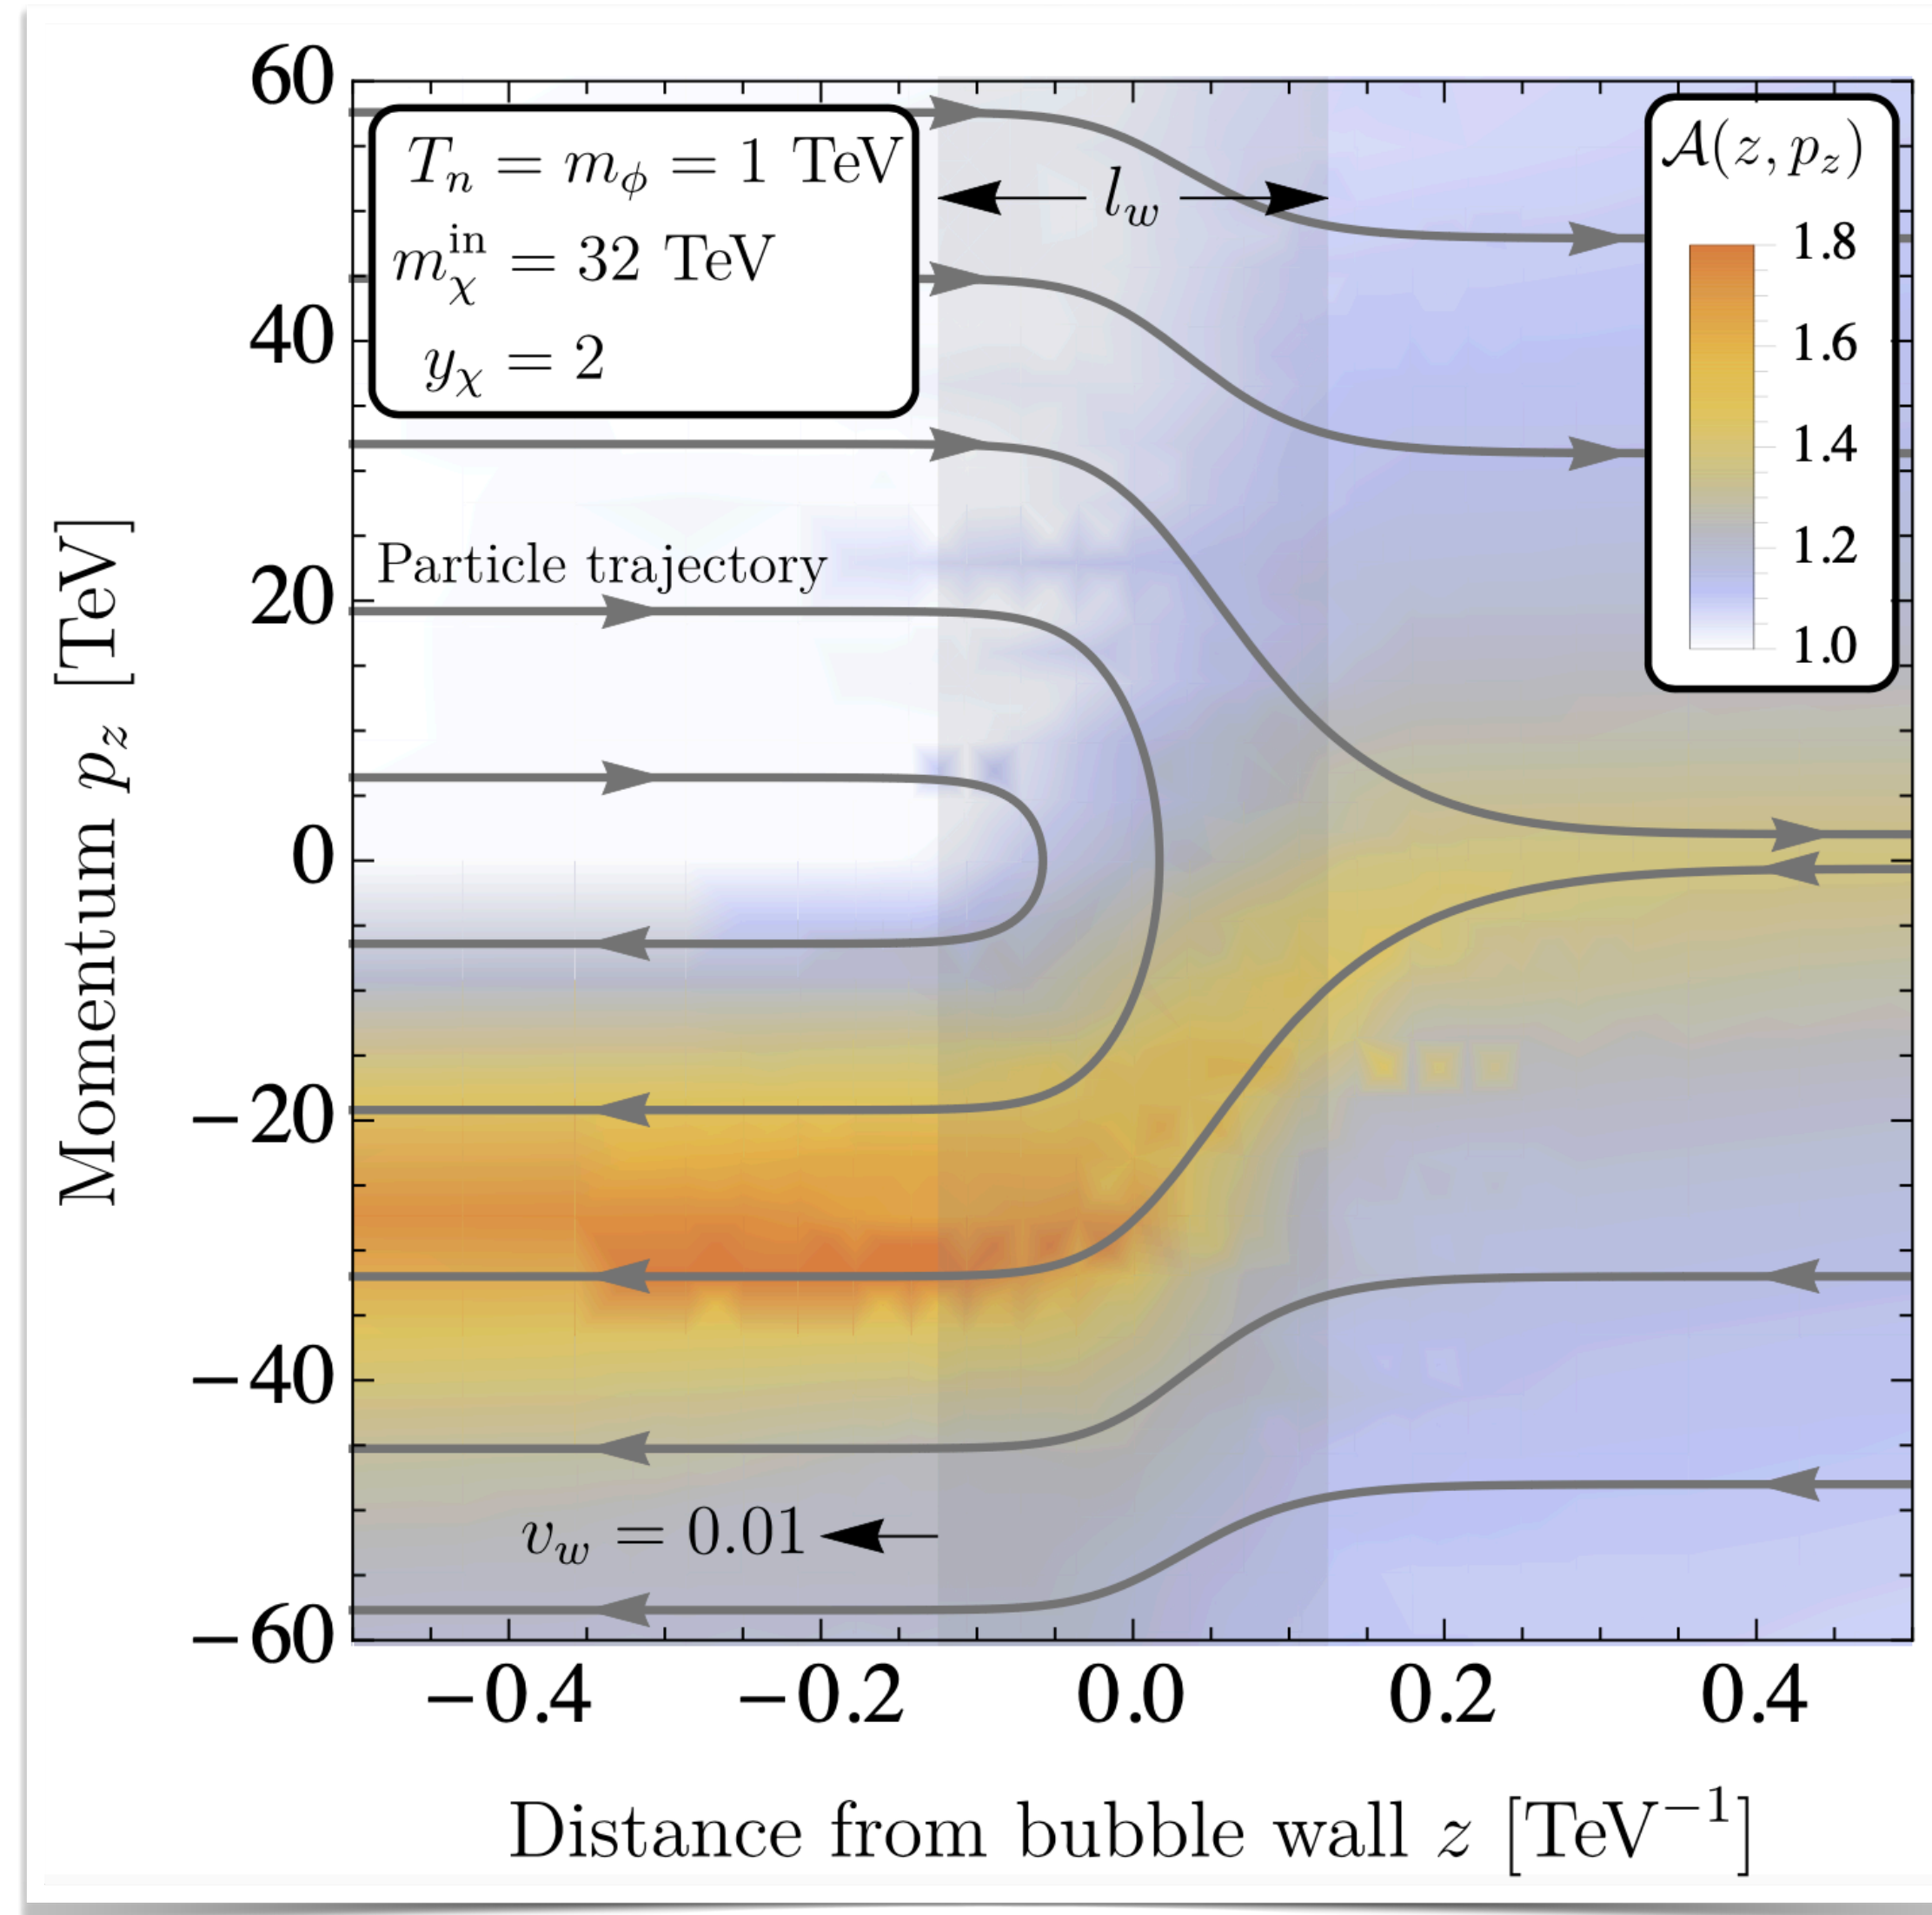 60
40
20
0
−20
−40
−60
Momentum p_z [TeV]
T_n = m_ϕ = 1 TeV
m_χ^in = 32 TeV
y_χ = 2
l_w
𝒜(z, p_z)
1.8
1.6
1.4
1.2
1.0
Particle trajectory
v_w = 0.01
−0.4 −0.2 0.0 0.2 0.4
Distance from bubble wall z [TeV⁻¹]